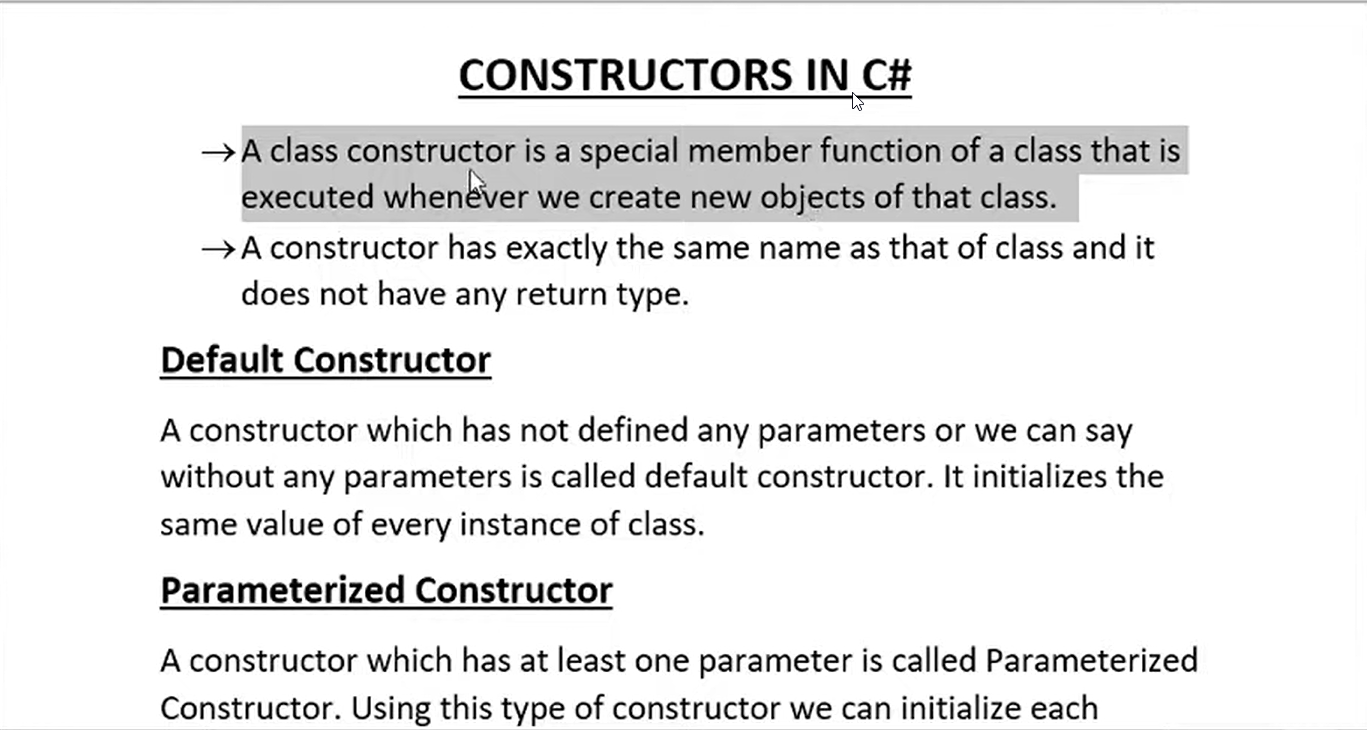 CONSTRUCTORS IN C#
→A class constructor is a special member function of a class that is
executed whenever we create new objects of that class.
→A constructor has exactly the same name as that of class and it
does not have any return type.
Default Constructor
A constructor which has not defined any parameters or we can say
without any parameters is called default constructor. It initializes the
same value of every instance of class.
Parameterized Constructor
A constructor which has at least one parameter is called Parameterized
Constructor. Using this type of constructor we can initialize each